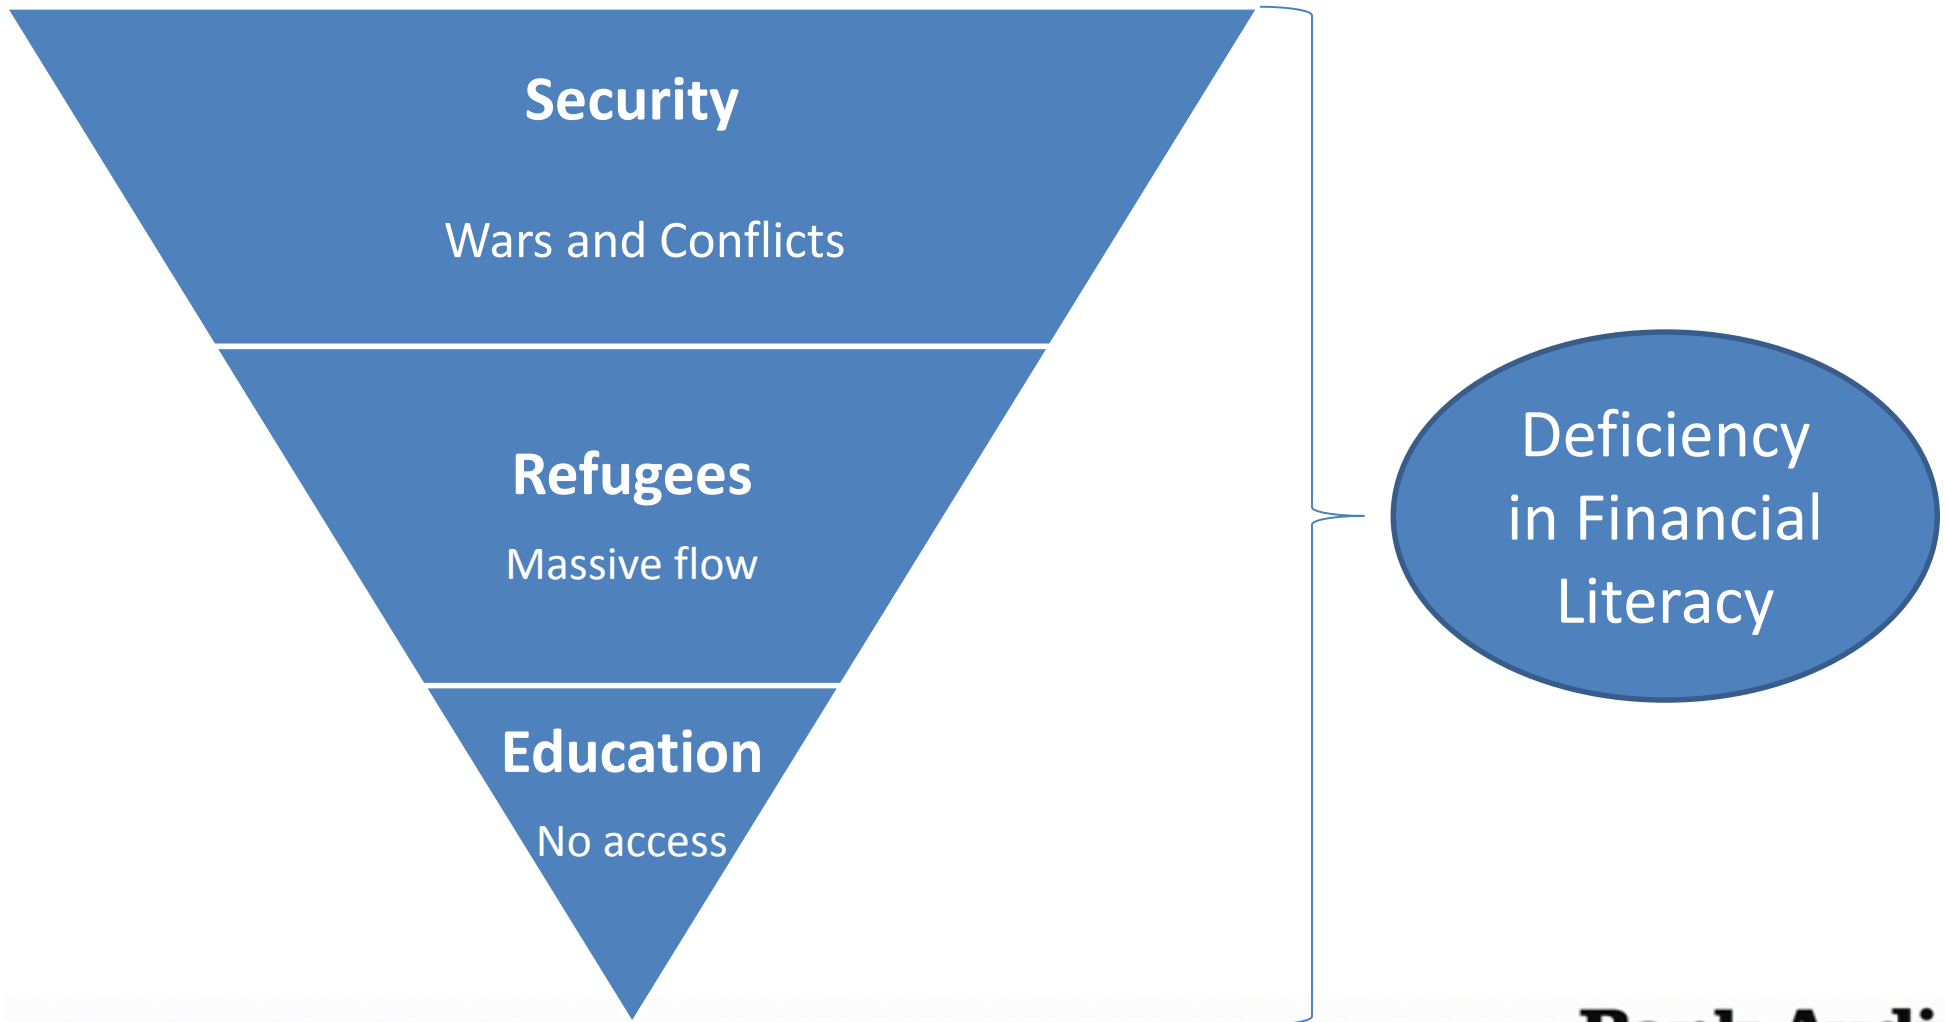 Security
Wars and Conflicts
Refugees
Massive flow
Education
No access
Deficiency
in Financial
Literacy